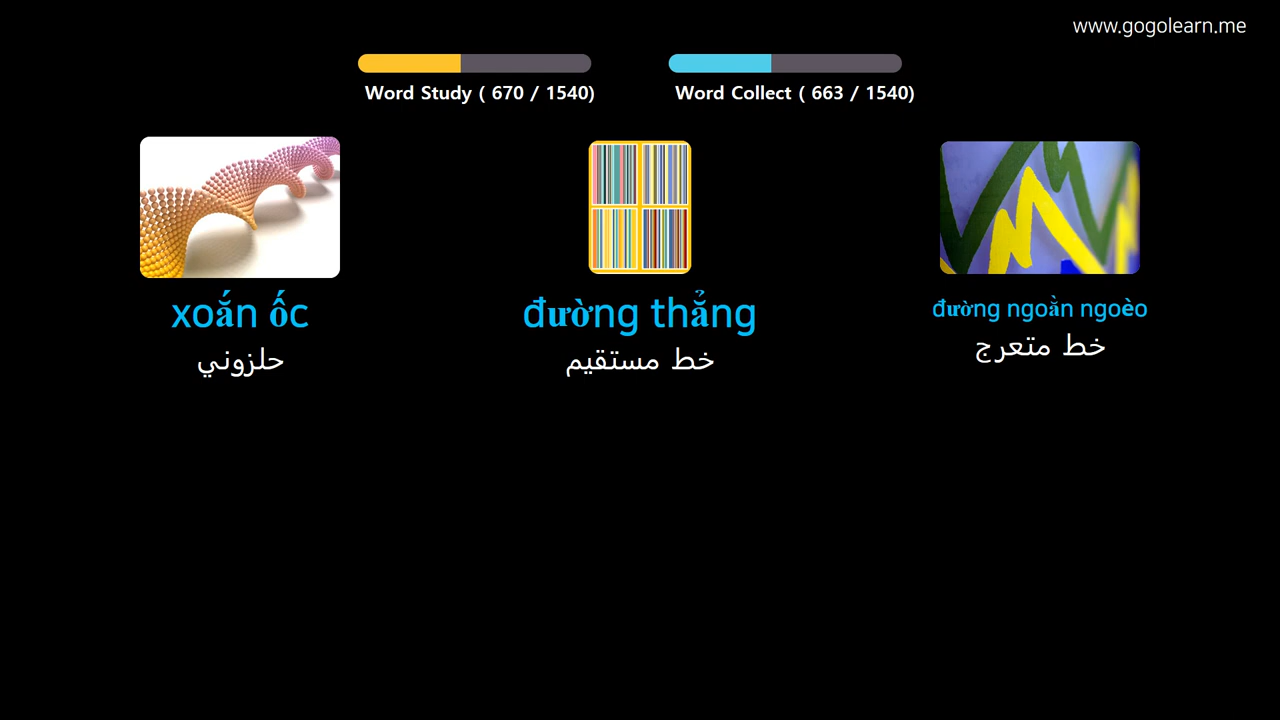 www.gogolearn.me
Word Study ( 670 / 1540)
Word Collect ( 663 / 1540)
xoắn ốc
حلزوني
đường thẳng
خط مستقيم
đường ngoằn ngoèo
خط متعرج